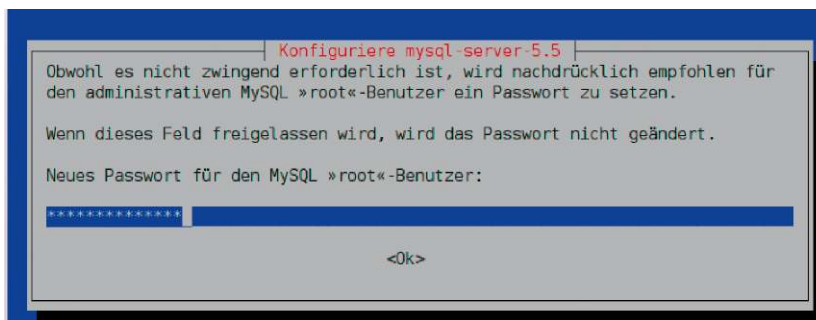 Konfiguriere mysql-server-5.5
Obwohl es nicht zwingend erforderlich ist, wird nachdrücklich empfohlen für
den administrativen MySQL »root«-Benutzer ein Passwort zu setzen.
Wenn dieses Feld freigelassen wird, wird das Passwort nicht geändert.
Neues Passwort für den MySQL »root«-Benutzer:
**************
<Ok>